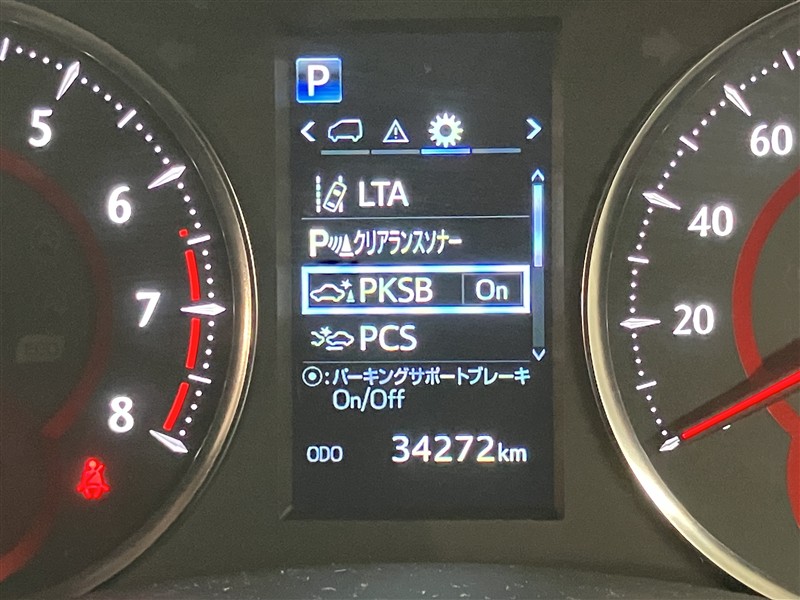 P
LTA
Pクリアランスソナー
PKSB On
PCS
⦿:パーキングサポートブレーキ
On/Off
ODO 34272km
5
6
7
8
60
40
20